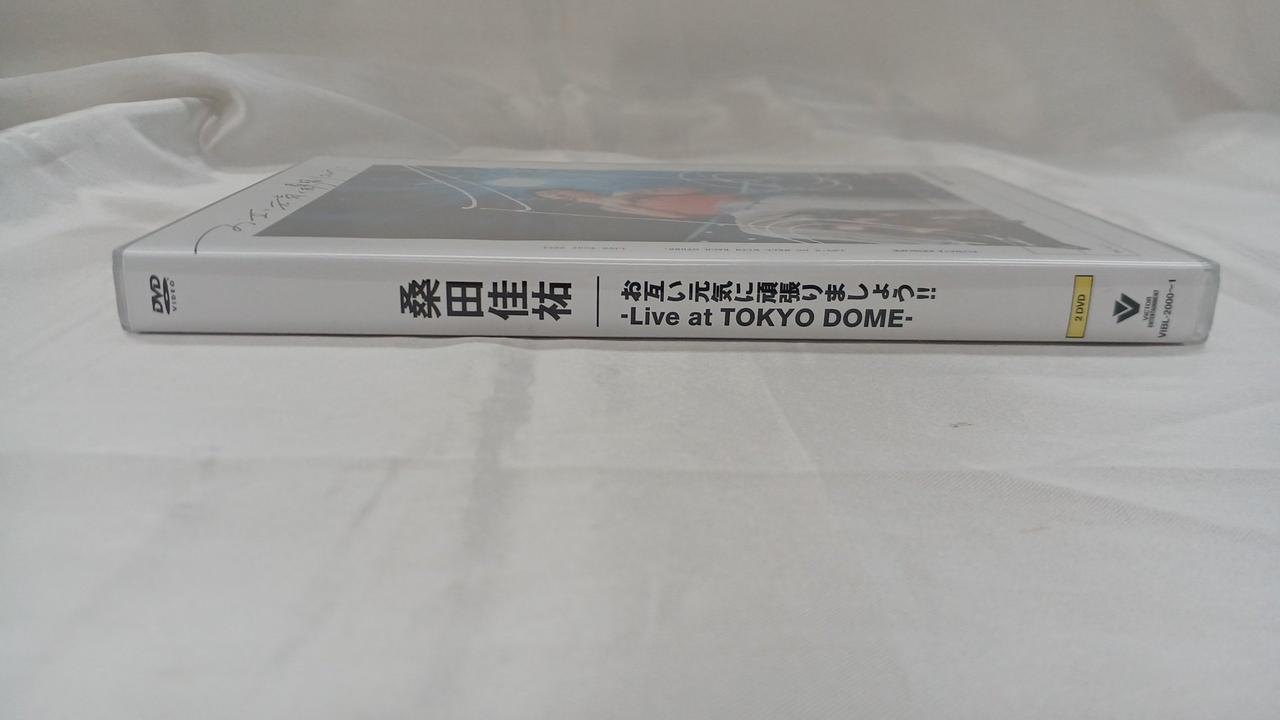 DVD
VIDEO
桑田佳祐
お互い元気に頑張りましょう!!
-Live at TOKYO DOME-
2 DVD
VICTOR
ENTERTAINMENT
VIBL-2000~1